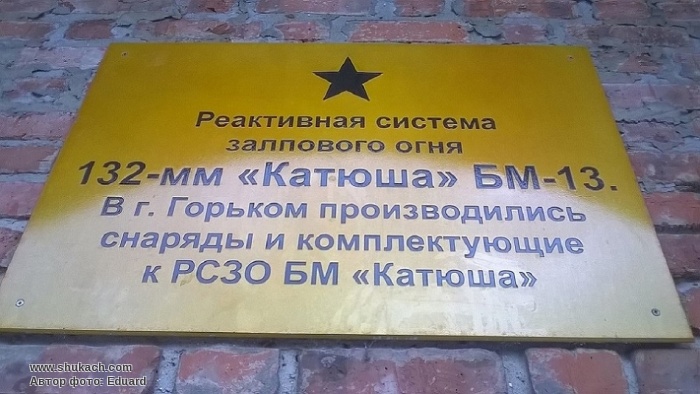 Реактивная система
залпового огня
132-мм «Катюша» БМ-13.
В г. Горьком производились
снаряды и комплектующие
к РСЗО БМ «Катюша»
www.shukach.com
Автор фото: Eduard